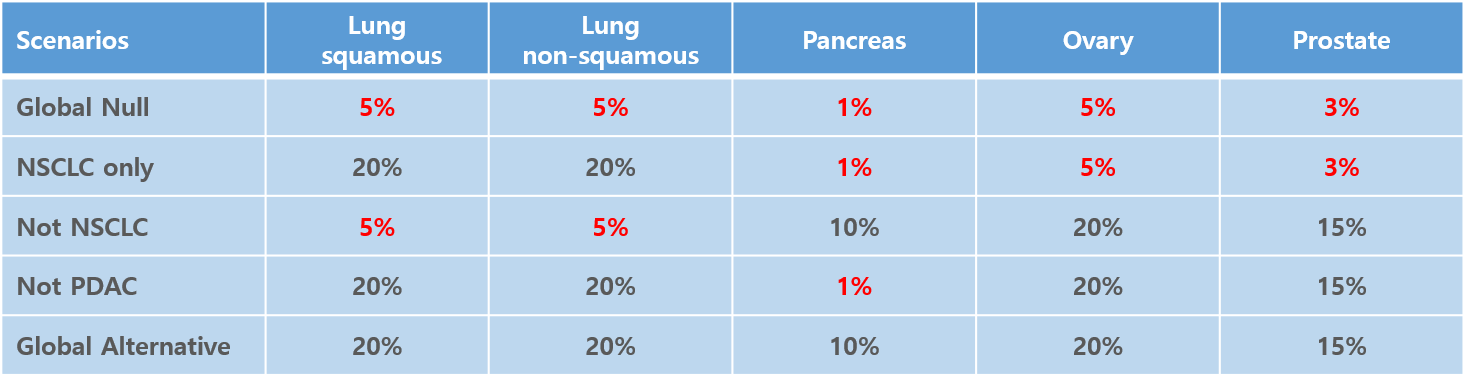 Scenarios Lung squamous Lung non-squamous Pancreas Ovary Prostate
Global Null 5% 5% 1% 5% 3%
NSCLC only 20% 20% 1% 5% 3%
Not NSCLC 5% 5% 10% 20% 15%
Not PDAC 20% 20% 1% 20% 15%
Global Alternative 20% 20% 10% 20% 15%